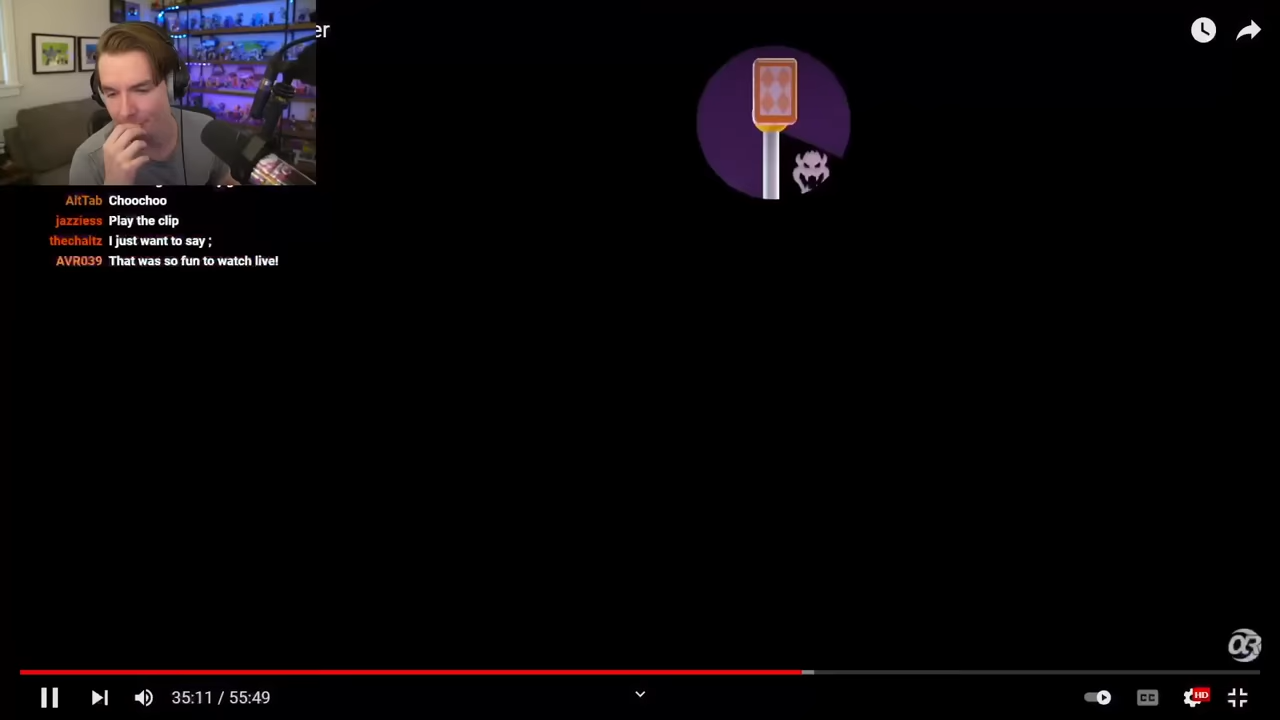 er
AltTab Choochoo
jazziess Play the clip
thechaltz I just want to say ;
AVR039 That was so fun to watch live!
35:11 / 55:49
CC
HD